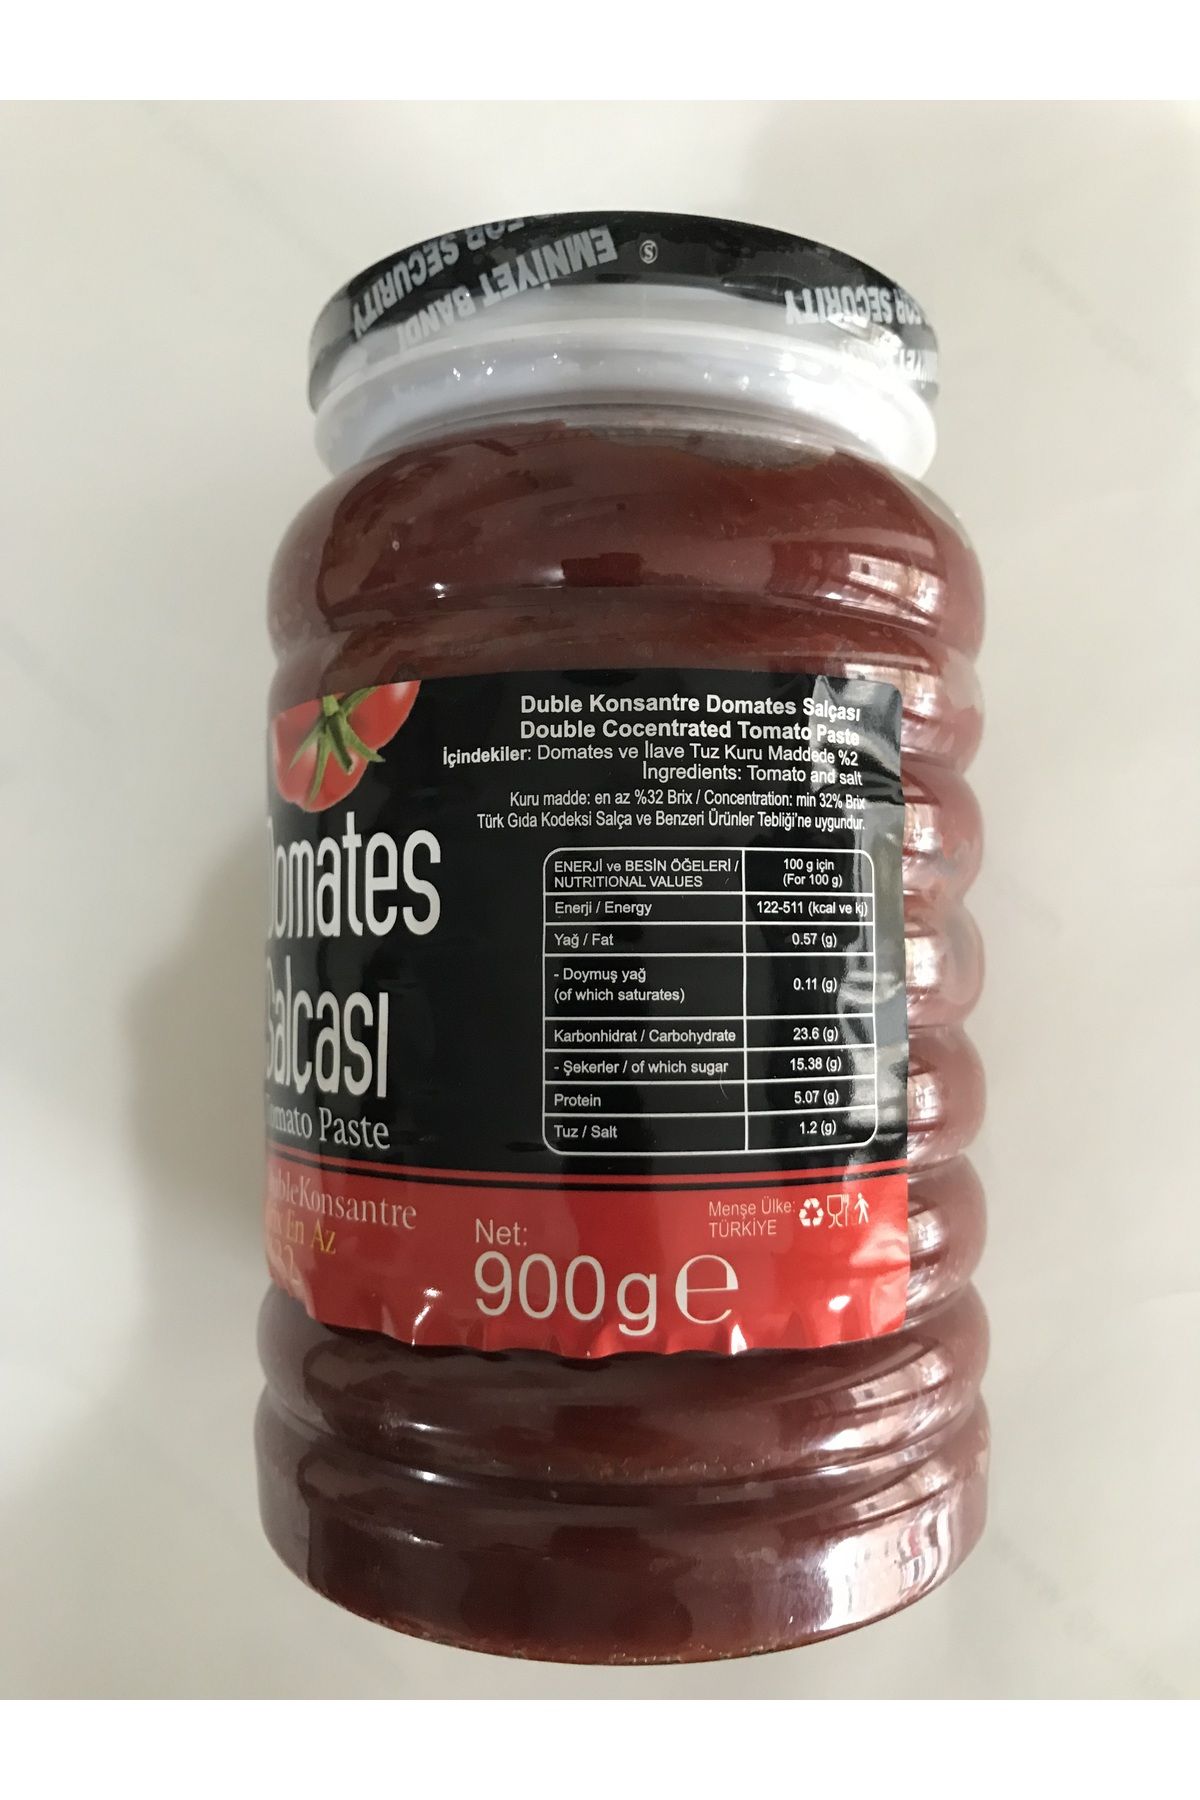 FOR SECURITY
EMNİYET BANDI
FOR SECURITY
Duble Konsantre Domates Salçası
Double Cocentrated Tomato Paste
İçindekiler: Domates ve İlave Tuz Kuru Maddede %2
Ingredients: Tomato and salt
Kuru madde: en az %32 Brix / Concentration: min 32% Brix
Türk Gıda Kodeksi Salça ve Benzeri Ürünler Tebliği'ne uygundur.
ENERJİ ve BESİN ÖĞELERİ / 100 g için
NUTRITIONAL VALUES (For 100 g)
Enerji / Energy 122-511 (kcal ve kj)
Yağ / Fat 0.57 (g)
- Doymuş yağ
(of which saturates) 0.11 (g)
Karbonhidrat / Carbohydrate 23.6 (g)
- Şekerler / of which sugar 15.38 (g)
Protein 5.07 (g)
Tuz / Salt 1.2 (g)
Domates
Salçası
Tomato Paste
Konsantre
En Az
Menşe Ülke:
TÜRKİYE
Net:
900g e